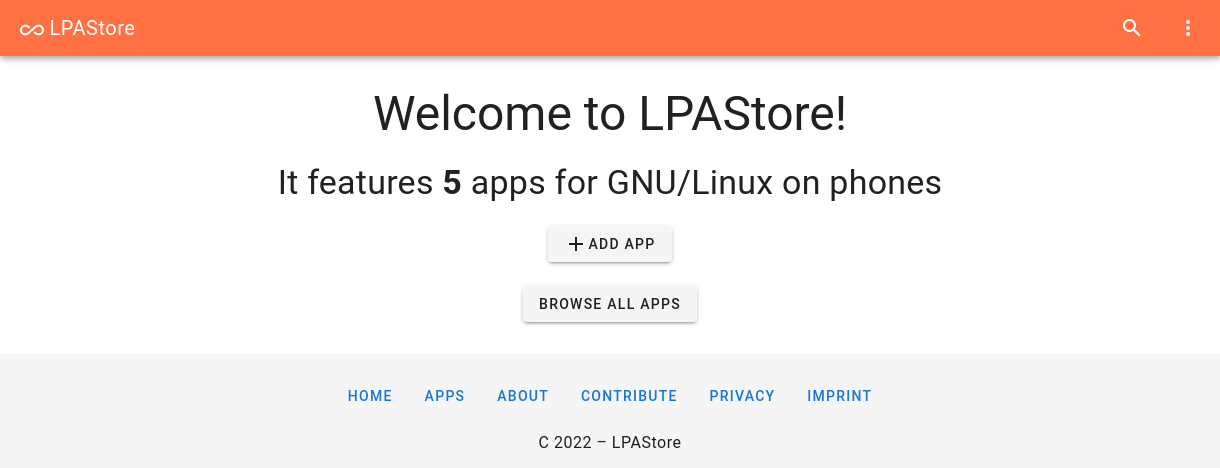 LPAStore
Welcome to LPAStore!
It features 5 apps for GNU/Linux on phones
ADD APP
BROWSE ALL APPS
HOME APPS ABOUT CONTRIBUTE PRIVACY IMPRINT
C 2022 – LPAStore